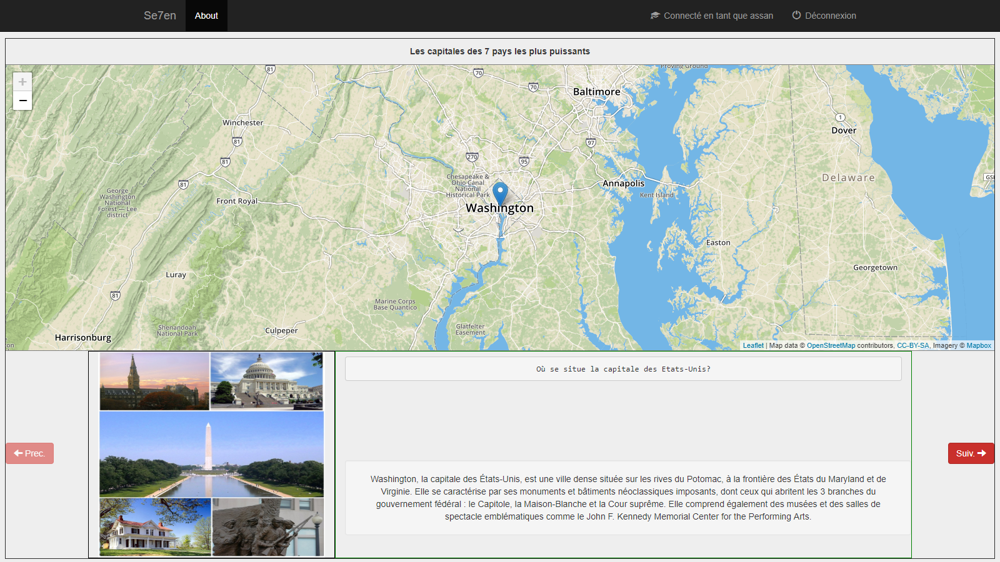 Se7en
About
Connecté en tant que assan
Déconnexion
Les capitales des 7 pays les plus puissants
+
−
81
70
70
Proving Ground
Baltimore
Winchester
1
Dover
81
97
81
270
95
81
Chesapeake &
Ohio Canal
National
Historical Park
Delaware
GSP
Annapolis
Kent Island
George
Washington
National
Forest — Lee
district
Front Royal
Washington
Easton
Georgetown
Luray
81
Marine Corps
Base Quantico
Shenandoah
National Park
Culpeper
Glatfelter
Easement
Harrisonburg
on
Leaflet | Map data © OpenStreetMap contributors, CC-BY-SA, Imagery © Mapbox
Où se situe la capitale des Etats-Unis?
Prec.
Suiv.
Washington, la capitale des États-Unis, est une ville dense située sur les rives du Potomac, à la frontière des États du Maryland et de
Virginie. Elle se caractérise par ses monuments et bâtiments néoclassiques imposants, dont ceux qui abritent les 3 branches du
gouvernement fédéral : le Capitole, la Maison-Blanche et la Cour suprême. Elle comprend également des musées et des salles de
spectacle emblématiques comme le John F. Kennedy Memorial Center for the Performing Arts.